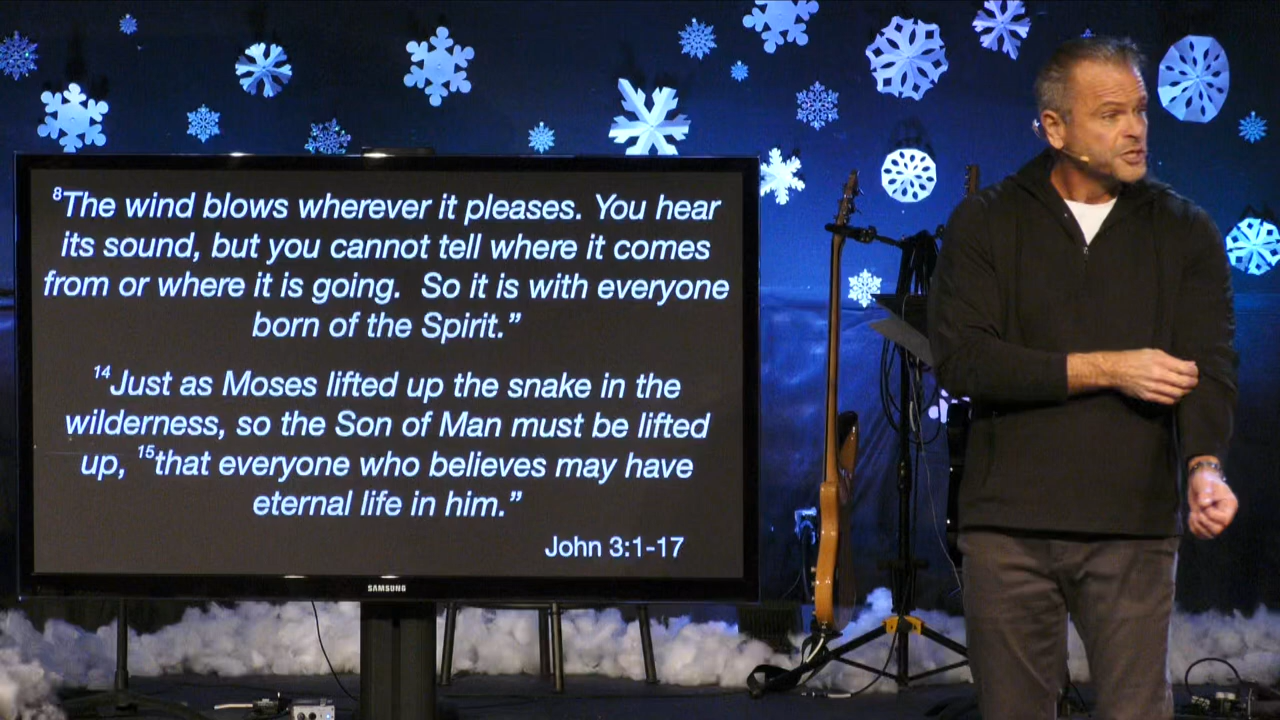 ⁸The wind blows wherever it pleases. You hear
its sound, but you cannot tell where it comes
from or where it is going. So it is with everyone
born of the Spirit.”
¹⁴Just as Moses lifted up the snake in the
wilderness, so the Son of Man must be lifted
up, ¹⁵that everyone who believes may have
eternal life in him.”
John 3:1-17
SAMSUNG